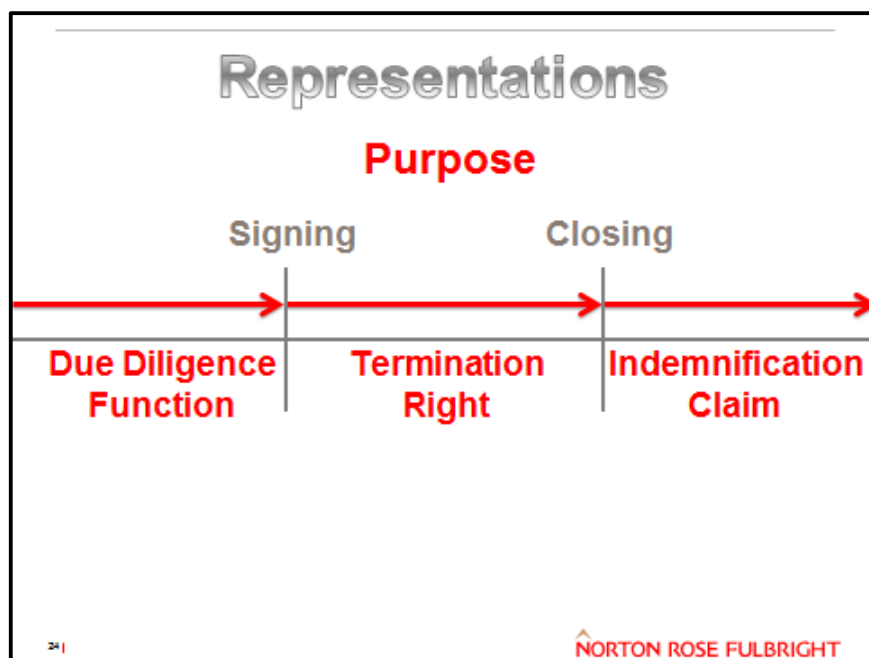 Representations
Purpose
Signing Closing
Due Diligence Termination Indemnification
Function Right Claim
24 | NORTON ROSE FULBRIGHT